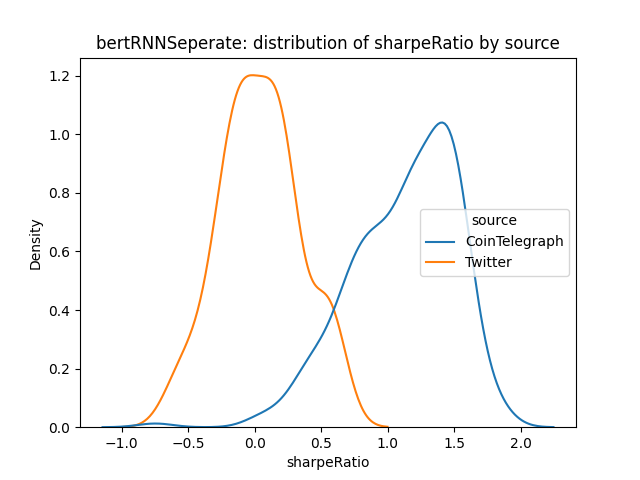 bertRNNSeperate: distribution of sharpeRatio by source
Density
1.2
1.0
0.8
0.6
0.4
0.2
0.0
source
CoinTelegraph
Twitter
−1.0 −0.5 0.0 0.5 1.0 1.5 2.0
sharpeRatio